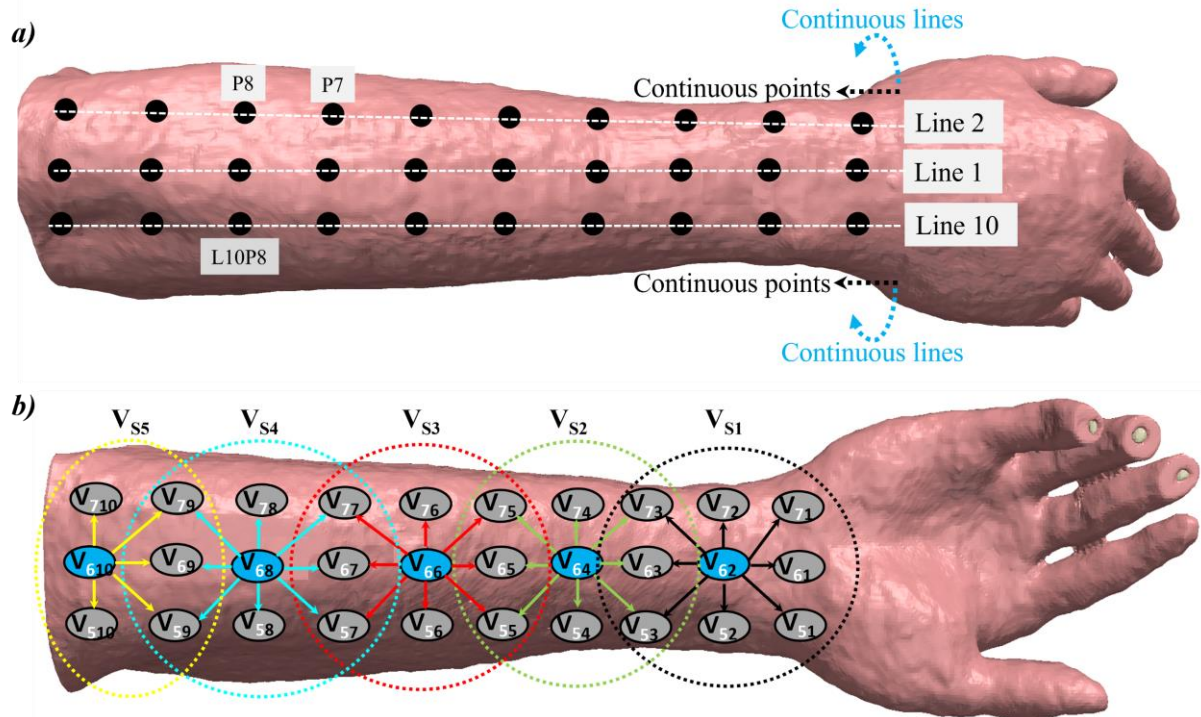 a)
Continuous lines
P8 P7
Continuous points
Line 2
Line 1
Line 10
L10P8
Continuous points
Continuous lines
b)
VS5 VS4 VS3 VS2 VS1
V710 V79 V78 V77 V76 V75 V74 V73 V72 V71
V610 V69 V68 V67 V66 V65 V64 V63 V62 V61
V510 V59 V58 V57 V56 V55 V54 V53 V52 V51